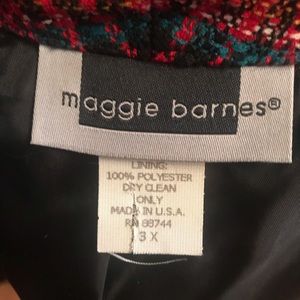 maggie barnes®
LINING:
100% POLYESTER
DRY CLEAN
ONLY
MADE IN U.S.A.
RN 88744
3 X